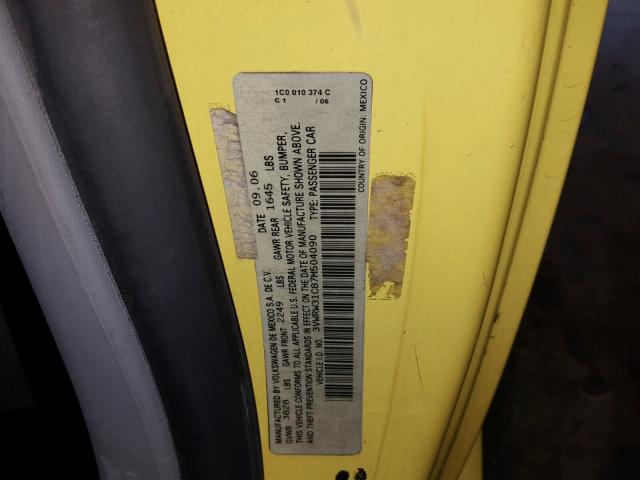 1C0 010 374 C
C 1 / 06
MANUFACTURED BY VOLKSWAGEN DE MEXICO S.A. DE C.V. DATE 09.06
GVWR 3828 LBS GAWR FRONT 2249 LBS GAWR REAR 1645 LBS
THIS VEHICLE CONFORMS TO ALL APPLICABLE U.S. FEDERAL MOTOR VEHICLE SAFETY, BUMPER,
AND THEFT PREVENTION STANDARDS IN EFFECT ON THE DATE OF MANUFACTURE SHOWN ABOVE.
VEHICLE I.D. NO. 3VWRW31C87M504090 TYPE: PASSENGER CAR
COUNTRY OF ORIGIN: MEXICO